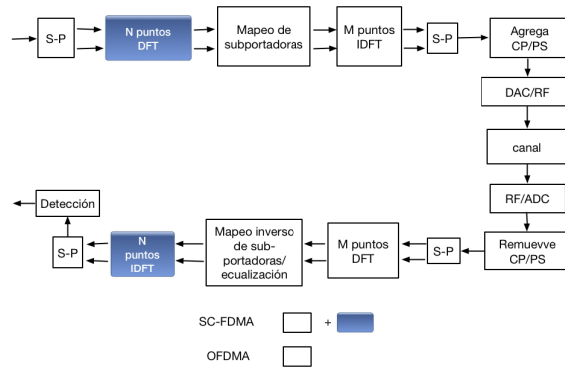 S-P
N puntos
DFT
Mapeo de
subportadoras
M puntos
IDFT
S-P
Agrega
CP/PS
DAC/RF
canal
RF/ADC
Remuevve
CP/PS
S-P
M puntos
DFT
Mapeo inverso
de sub-
portadoras/
ecualización
N
puntos
IDFT
S-P
Detección
SC-FDMA
+
OFDMA